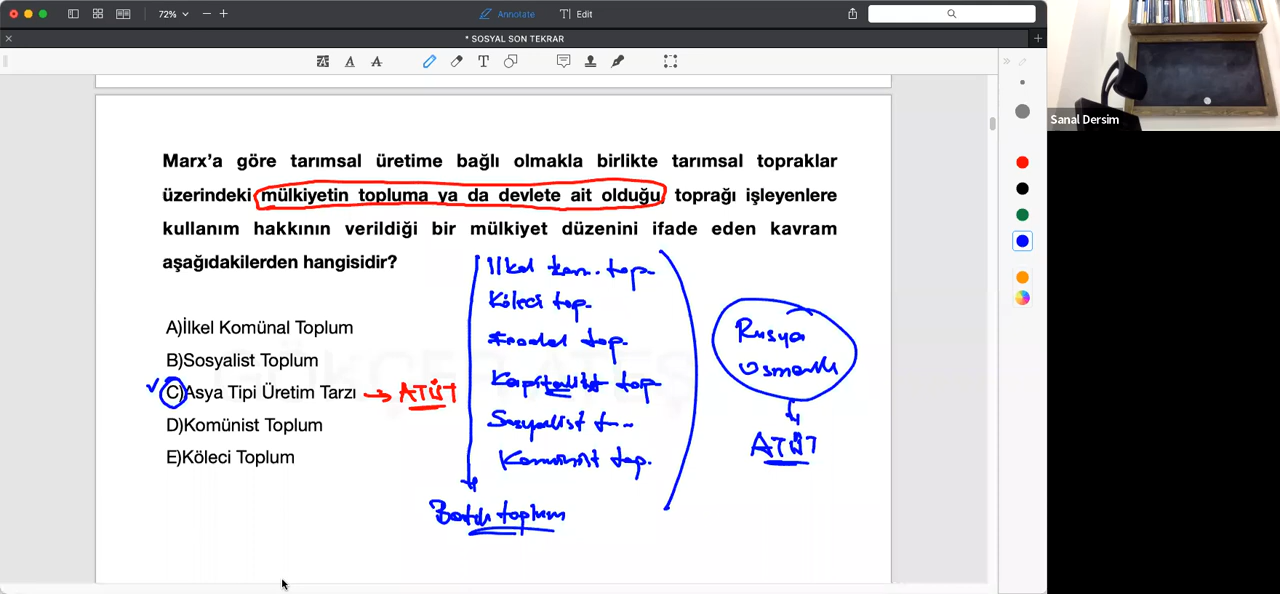 72%
Annotate
Edit
* SOSYAL SON TEKRAR
Sanal Dersim
Marx'a göre tarımsal üretime bağlı olmakla birlikte tarımsal topraklar
üzerindeki mülkiyetin topluma ya da devlete ait olduğu, toprağı işleyenlere
kullanım hakkının verildiği bir mülkiyet düzenini ifade eden kavram
aşağıdakilerden hangisidir?
A)İlkel Komünal Toplum
B)Sosyalist Toplum
C)Asya Tipi Üretim Tarzı → ATÜT
D)Komünist Toplum
E)Köleci Toplum
İlkel kom. top.
Köleci top.
Feodal top.
Kapitalist top
Sosyalist t--
Komünist top.
Batılı toplum
Rusya
Osmanlı
ATÜT